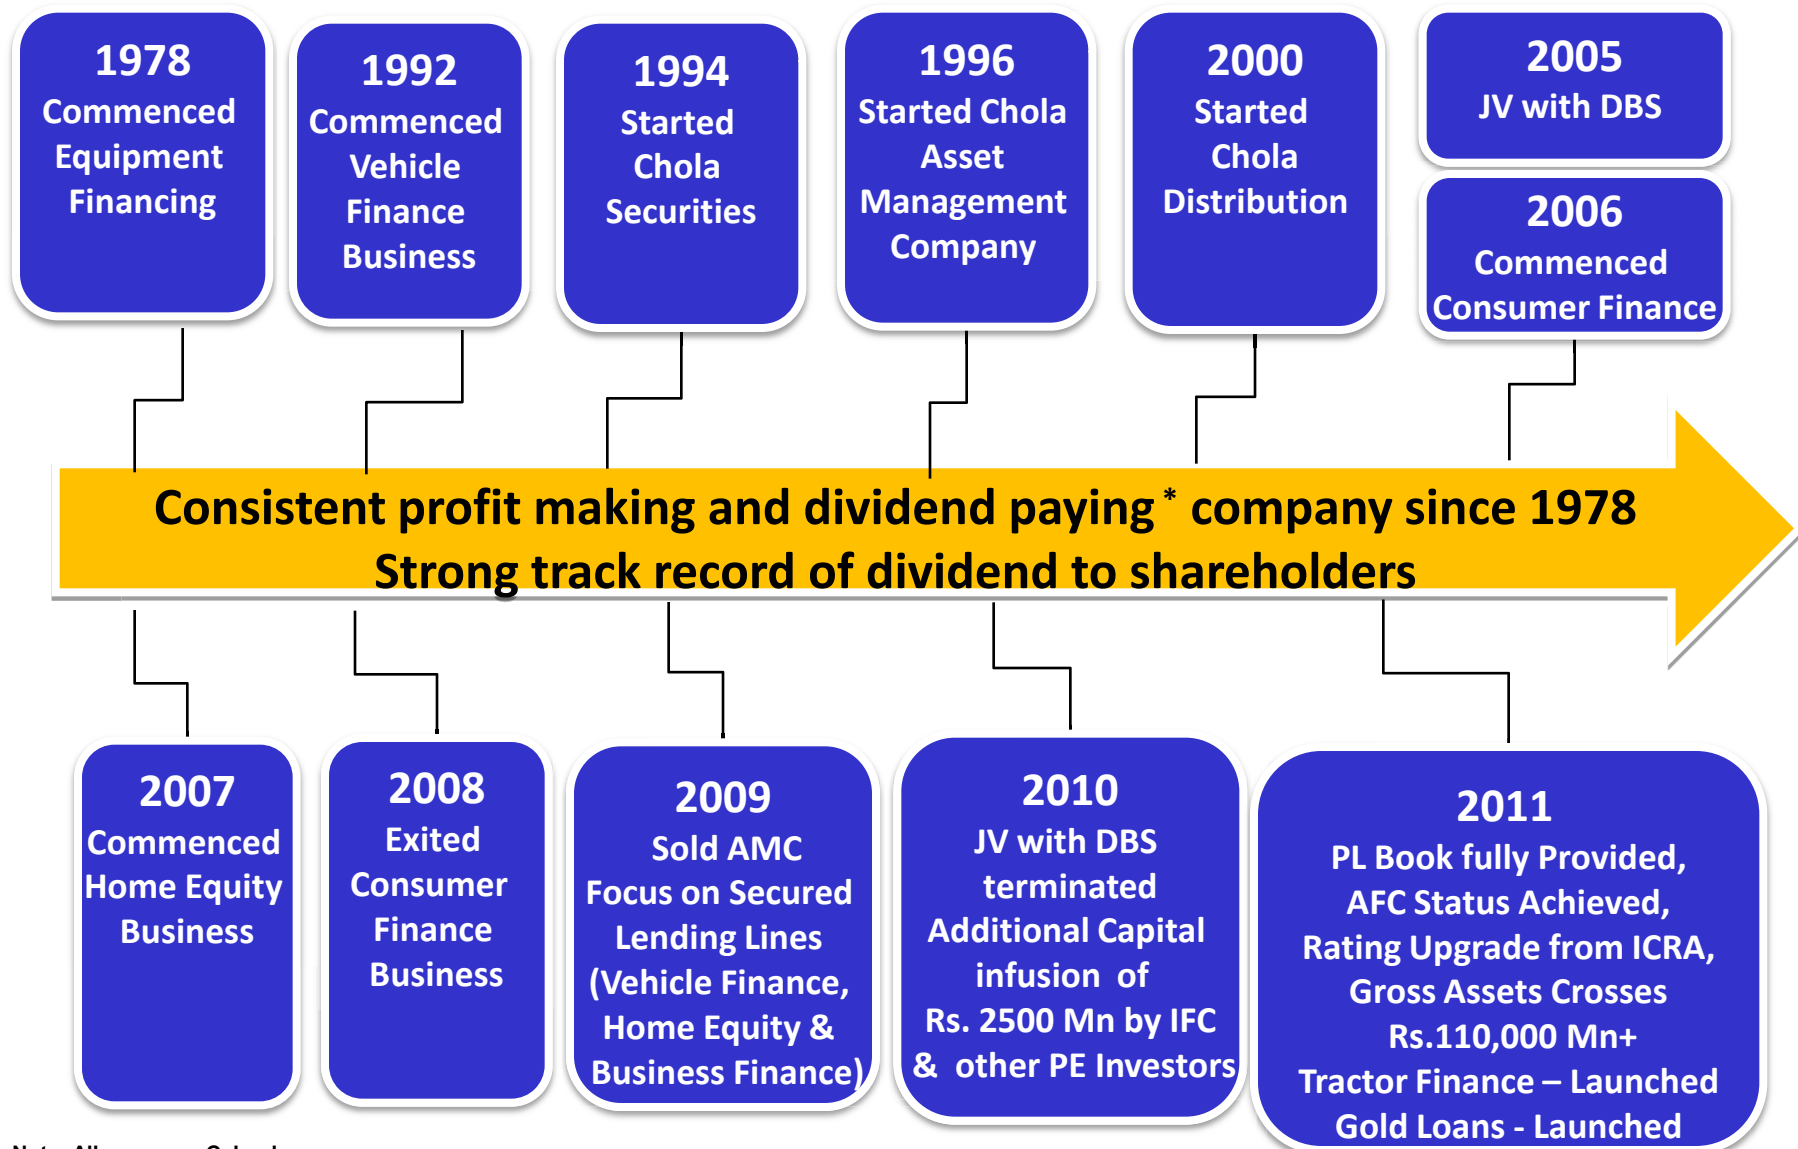 1978
Commenced
Equipment
Financing
1992
Commenced
Vehicle
Finance
Business
1994
Started
Chola
Securities
1996
Started Chola
Asset
Management
Company
2000
Started
Chola
Distribution
2005
JV with DBS
2006
Commenced
Consumer Finance
Consistent profit making and dividend paying * company since 1978
Strong track record of dividend to shareholders
2007
Commenced
Home Equity
Business
2008
Exited
Consumer
Finance
Business
2009
Sold AMC
Focus on Secured
Lending Lines
(Vehicle Finance,
Home Equity &
Business Finance)
2010
JV with DBS
terminated
Additional Capital
infusion of
Rs. 2500 Mn by IFC
& other PE Investors
2011
PL Book fully Provided,
AFC Status Achieved,
Rating Upgrade from ICRA,
Gross Assets Crosses
Rs.110,000 Mn+
Tractor Finance – Launched
Gold Loans - Launched